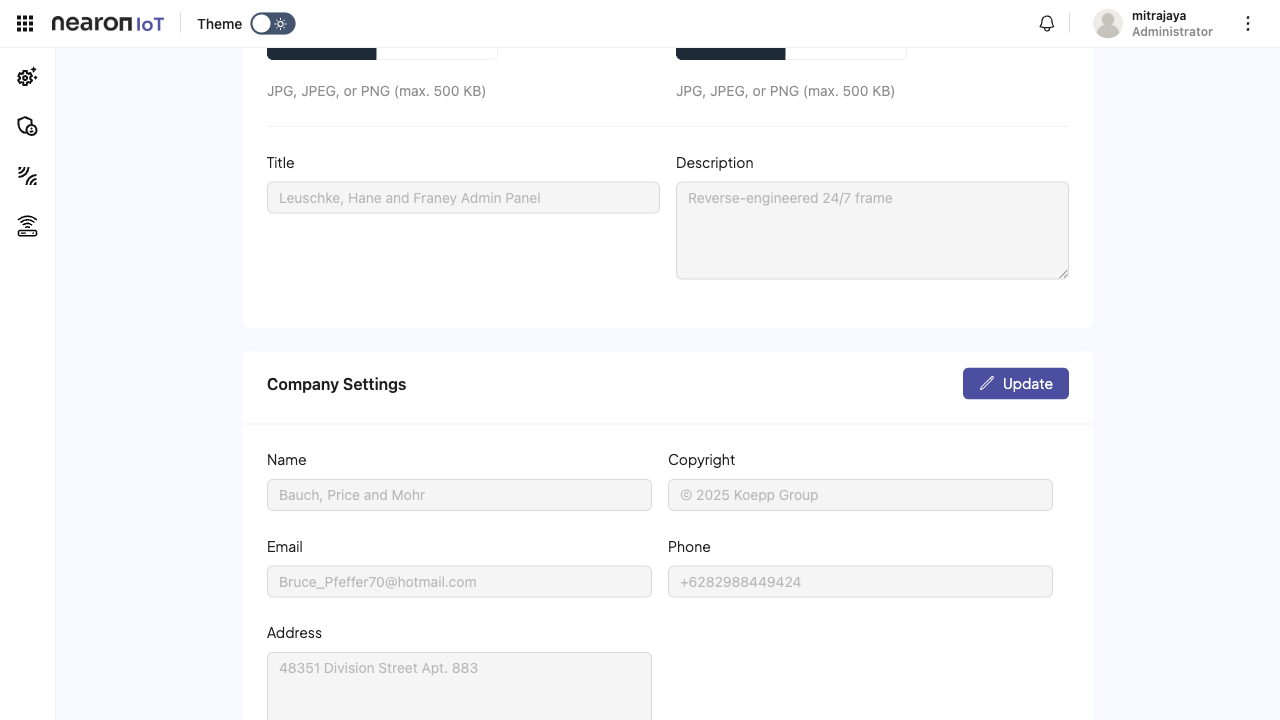 nearon IoT
Theme
mitrajaya
Administrator
JPG, JPEG, or PNG (max. 500 KB)
JPG, JPEG, or PNG (max. 500 KB)
Title
Description
Leuschke, Hane and Franey Admin Panel
Reverse-engineered 24/7 frame
Company Settings
Update
Name
Copyright
Bauch, Price and Mohr
© 2025 Koepp Group
Email
Phone
Bruce_Pfeffer70@hotmail.com
+6282988449424
Address
48351 Division Street Apt. 883